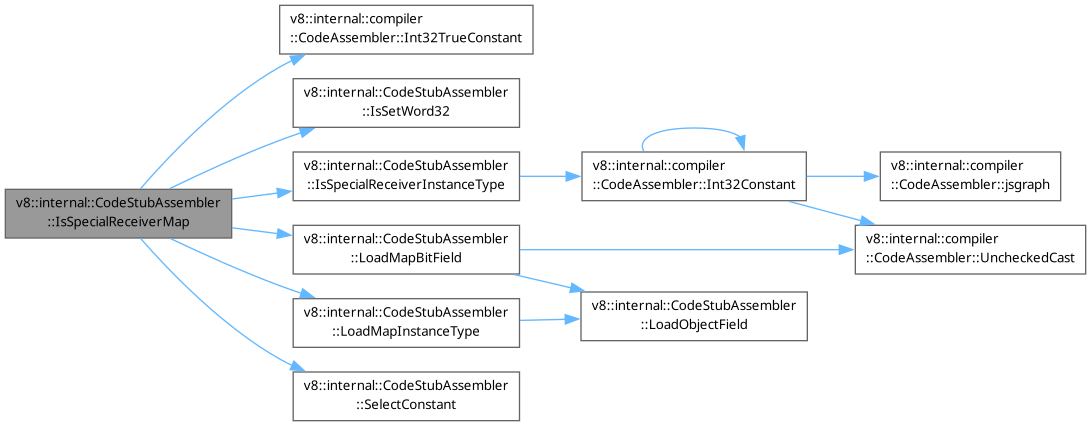 v8::internal::compiler
::CodeAssembler::Int32TrueConstant
v8::internal::CodeStubAssembler
::IsSetWord32
v8::internal::CodeStubAssembler
::IsSpecialReceiverInstanceType
v8::internal::compiler
::CodeAssembler::Int32Constant
v8::internal::compiler
::CodeAssembler::jsgraph
v8::internal::CodeStubAssembler
::IsSpecialReceiverMap
v8::internal::CodeStubAssembler
::LoadMapBitField
v8::internal::compiler
::CodeAssembler::UncheckedCast
v8::internal::CodeStubAssembler
::LoadMapInstanceType
v8::internal::CodeStubAssembler
::LoadObjectField
v8::internal::CodeStubAssembler
::SelectConstant